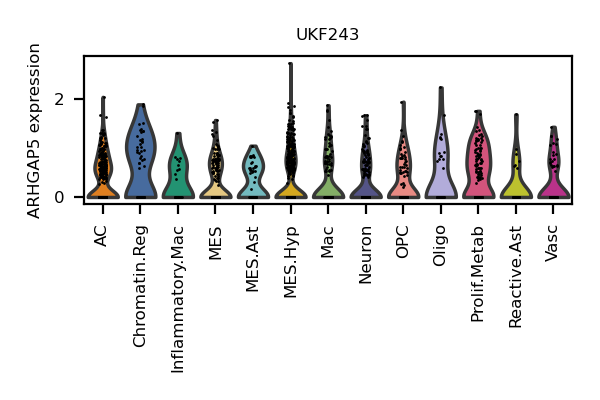 UKF243
ARHGAP5 expression
2
0
AC
Chromatin.Reg
Inflammatory.Mac
MES
MES.Ast
MES.Hyp
Mac
Neuron
OPC
Oligo
Prolif.Metab
Reactive.Ast
Vasc